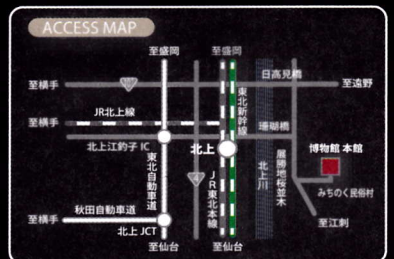 ACCESS MAP
至盛岡
至盛岡
日高見橋
至横手
至遠野
JR北上線
至横手
珊瑚橋
北上江釣子 IC
北上
東北新幹線
博物館 本館
東北自動車道
JR東北本線
北上川
展勝地桜並木
みちのく民俗村
秋田自動車道
至横手
北上 JCT
至江刺
至仙台
至仙台